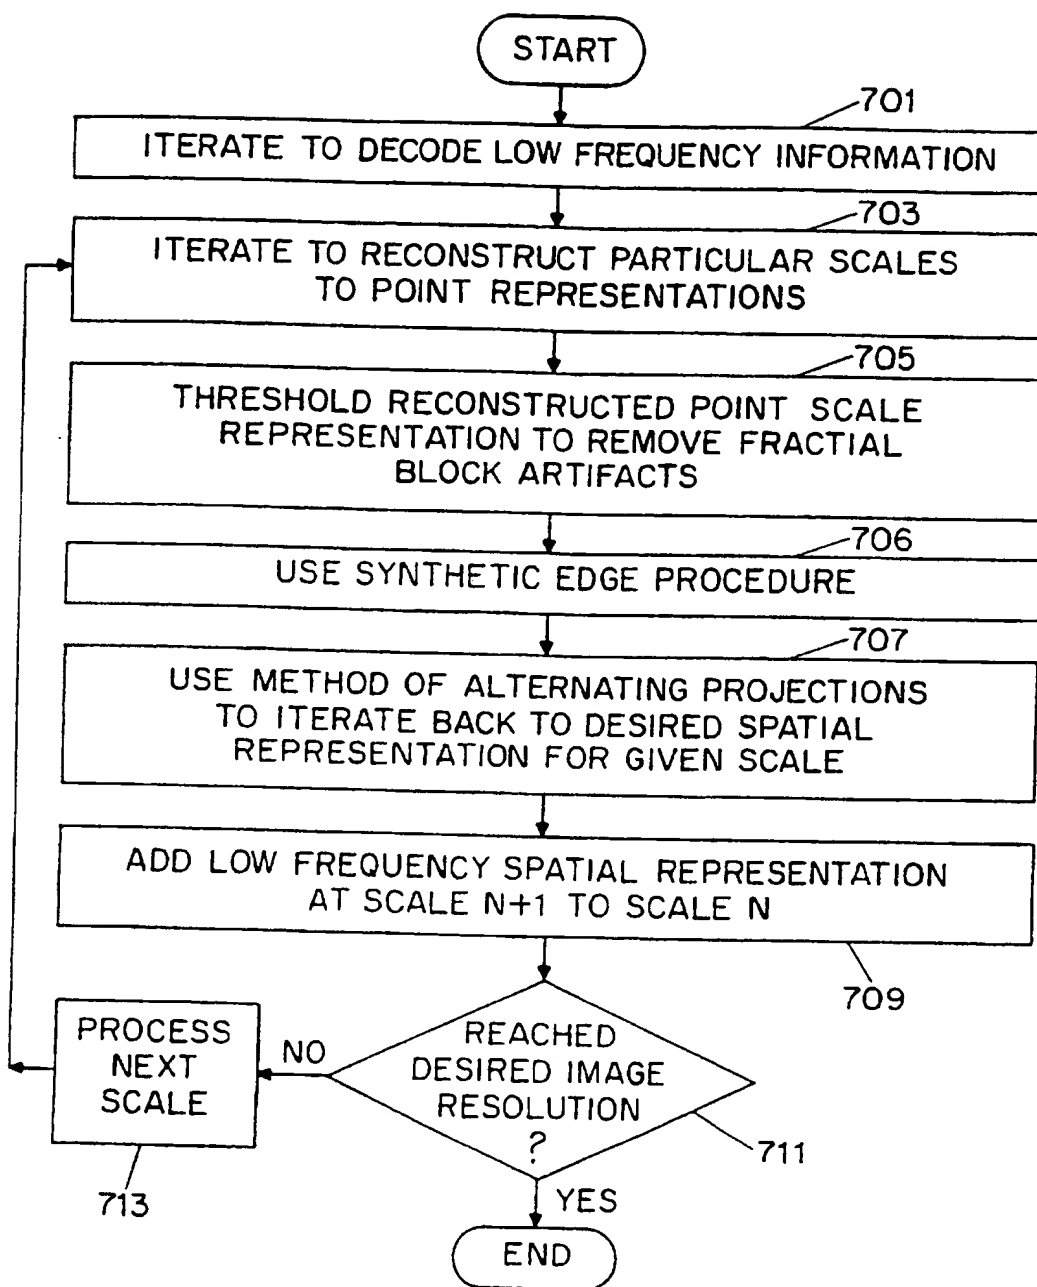 START
701
ITERATE TO DECODE LOW FREQUENCY INFORMATION
703
ITERATE TO RECONSTRUCT PARTICULAR SCALES
TO POINT REPRESENTATIONS
705
THRESHOLD RECONSTRUCTED POINT SCALE
REPRESENTATION TO REMOVE FRACTIAL
BLOCK ARTIFACTS
706
USE SYNTHETIC EDGE PROCEDURE
707
USE METHOD OF ALTERNATING PROJECTIONS
TO ITERATE BACK TO DESIRED SPATIAL
REPRESENTATION FOR GIVEN SCALE
ADD LOW FREQUENCY SPATIAL REPRESENTATION
AT SCALE N+1 TO SCALE N
709
REACHED
DESIRED IMAGE
RESOLUTION
?
711
NO
PROCESS
NEXT
SCALE
713
YES
END